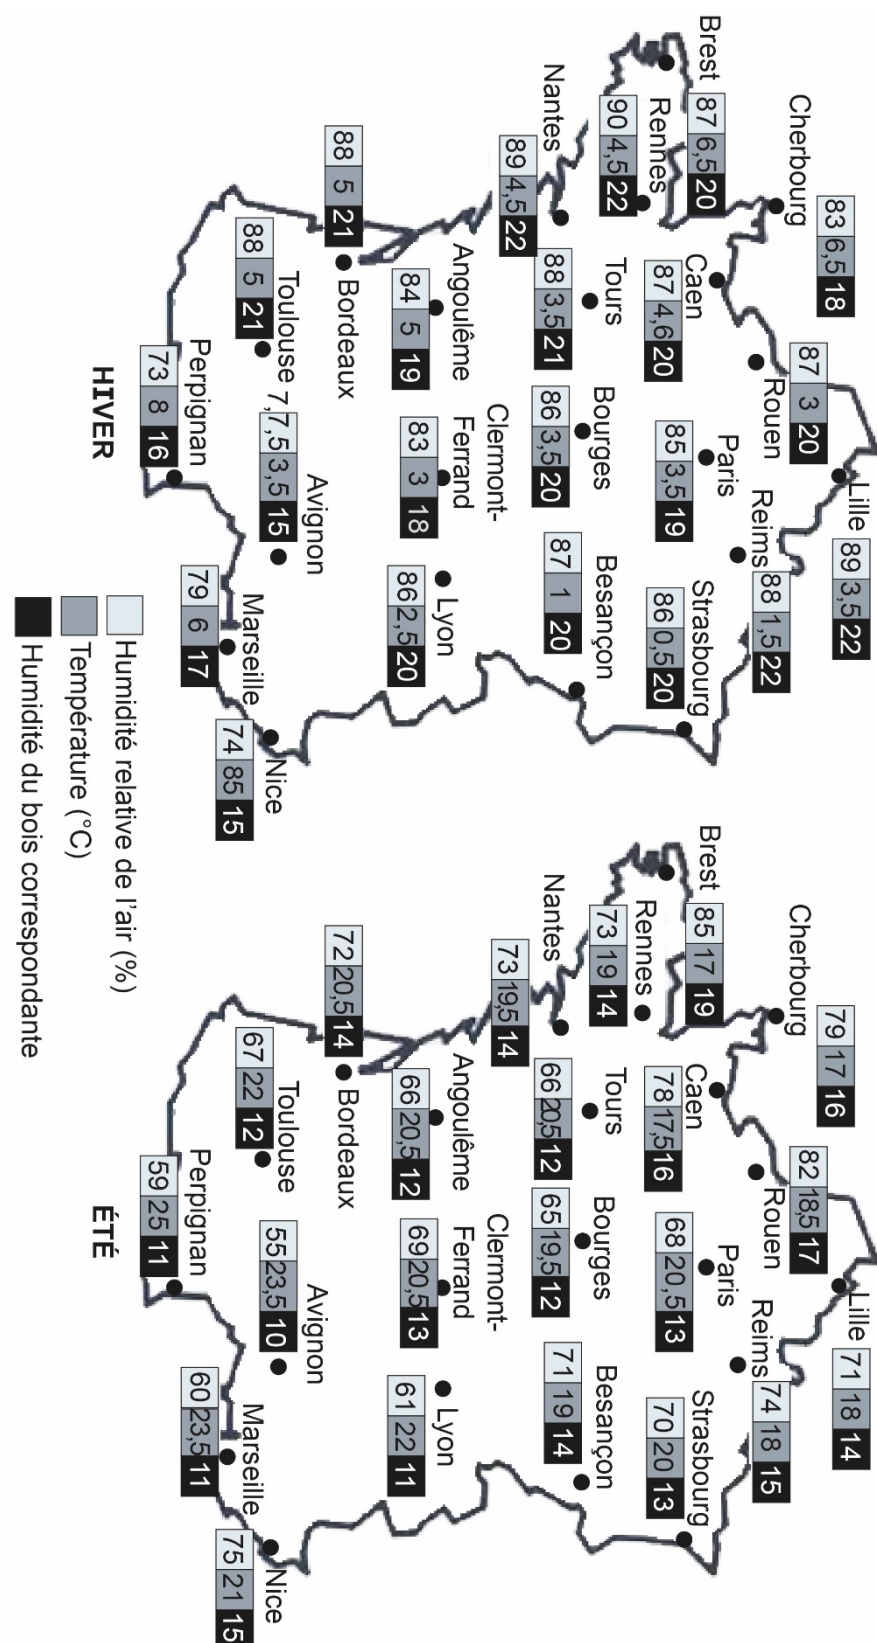 Cherbourg
83 6,5 18
Brest
87 6,5 20
Rennes
90 4,5 22
Nantes
89 4,5 22
Caen
87 4,6 20
Rouen
87 3 20
Lille
89 3,5 22
Reims
88 1,5 22
Paris
85 3,5 19
Strasbourg
86 0,5 20
Tours
88 3,5 21
Bourges
86 3,5 20
Besançon
87 1 20
Angoulême
84 5 19
Clermont-
Ferrand
83 3 18
Lyon
86 2,5 20
Bordeaux
88 5 21
Toulouse
88 5 21
Avignon
7,7,5 3,5 15
Perpignan
73 8 16
Marseille
79 6 17
Nice
74 85 15
HIVER
Cherbourg
79 17 16
Brest
85 17 19
Rennes
73 19 14
Nantes
73 19,5 14
Caen
78 17,5 16
Rouen
82 18,5 17
Lille
71 18 14
Reims
74 18 15
Paris
68 20,5 13
Strasbourg
70 20 13
Tours
66 20,5 12
Bourges
65 19,5 12
Besançon
71 19 14
Angoulême
66 20,5 12
Clermont-
Ferrand
69 20,5 13
Lyon
61 22 11
Bordeaux
72 20,5 14
Toulouse
67 22 12
Avignon
55 23,5 10
Perpignan
59 25 11
Marseille
60 23,5 11
Nice
75 21 15
ÉTÉ
Humidité relative de l'air (%)
Température (°C)
Humidité du bois correspondante